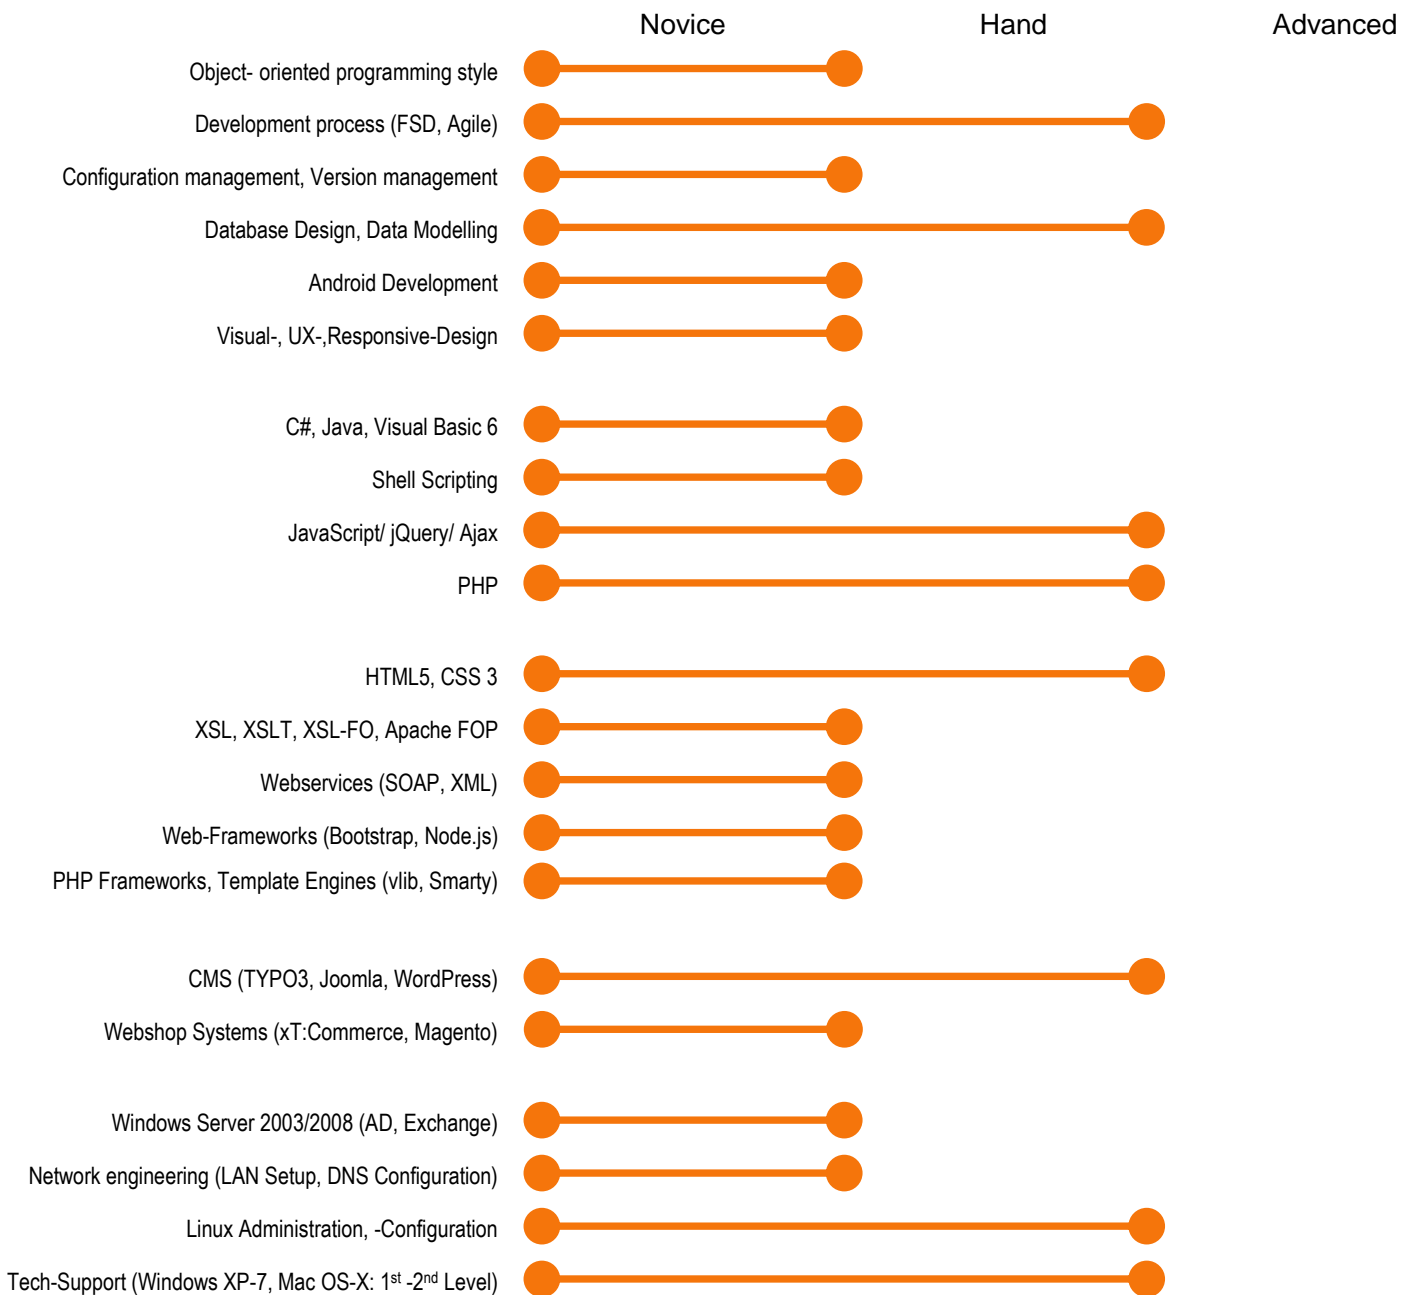 Novice Hand Advanced
Object- oriented programming style
Development process (FSD, Agile)
Configuration management, Version management
Database Design, Data Modelling
Android Development
Visual-, UX-,Responsive-Design
C#, Java, Visual Basic 6
Shell Scripting
JavaScript/ jQuery/ Ajax
PHP
HTML5, CSS 3
XSL, XSLT, XSL-FO, Apache FOP
Webservices (SOAP, XML)
Web-Frameworks (Bootstrap, Node.js)
PHP Frameworks, Template Engines (vlib, Smarty)
CMS (TYPO3, Joomla, WordPress)
Webshop Systems (xT:Commerce, Magento)
Windows Server 2003/2008 (AD, Exchange)
Network engineering (LAN Setup, DNS Configuration)
Linux Administration, -Configuration
Tech-Support (Windows XP-7, Mac OS-X: 1st -2nd Level)